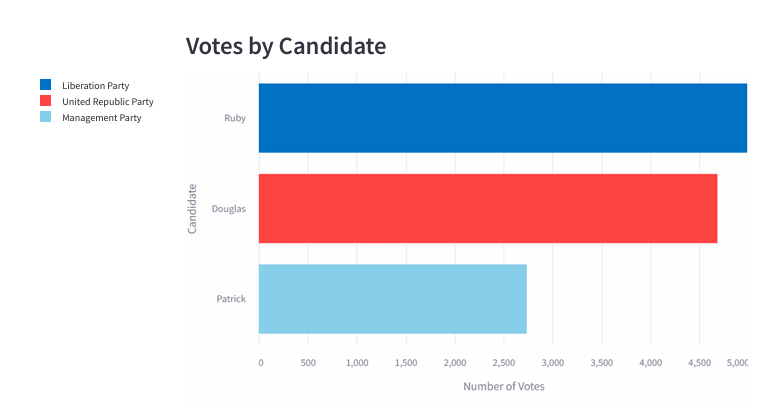 Votes by Candidate
Liberation Party
United Republic Party
Management Party
Ruby
Douglas
Patrick
Candidate
0 500 1,000 1,500 2,000 2,500 3,000 3,500 4,000 4,500 5,000
Number of Votes